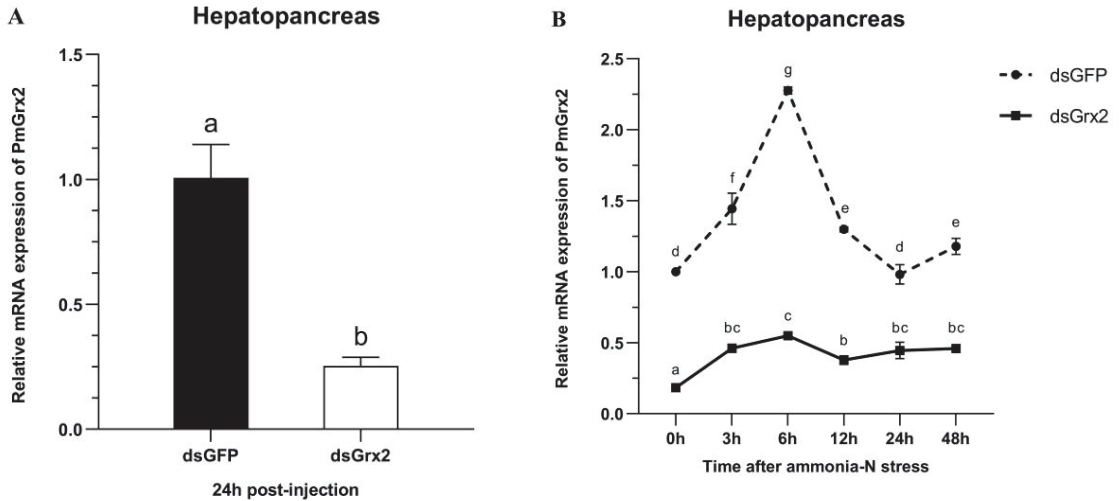 A
Hepatopancreas
Relative mRNA expression of PmGrx2
1.5
1.0
0.5
0.0
a
b
dsGFP
dsGrx2
24h post-injection
B
Hepatopancreas
Relative mRNA expression of PmGrx2
2.5
2.0
1.5
1.0
0.5
0.0
d
f
g
e
d
e
a
bc
c
b
bc
bc
0h
3h
6h
12h
24h
48h
Time after ammonia-N stress
dsGFP
dsGrx2